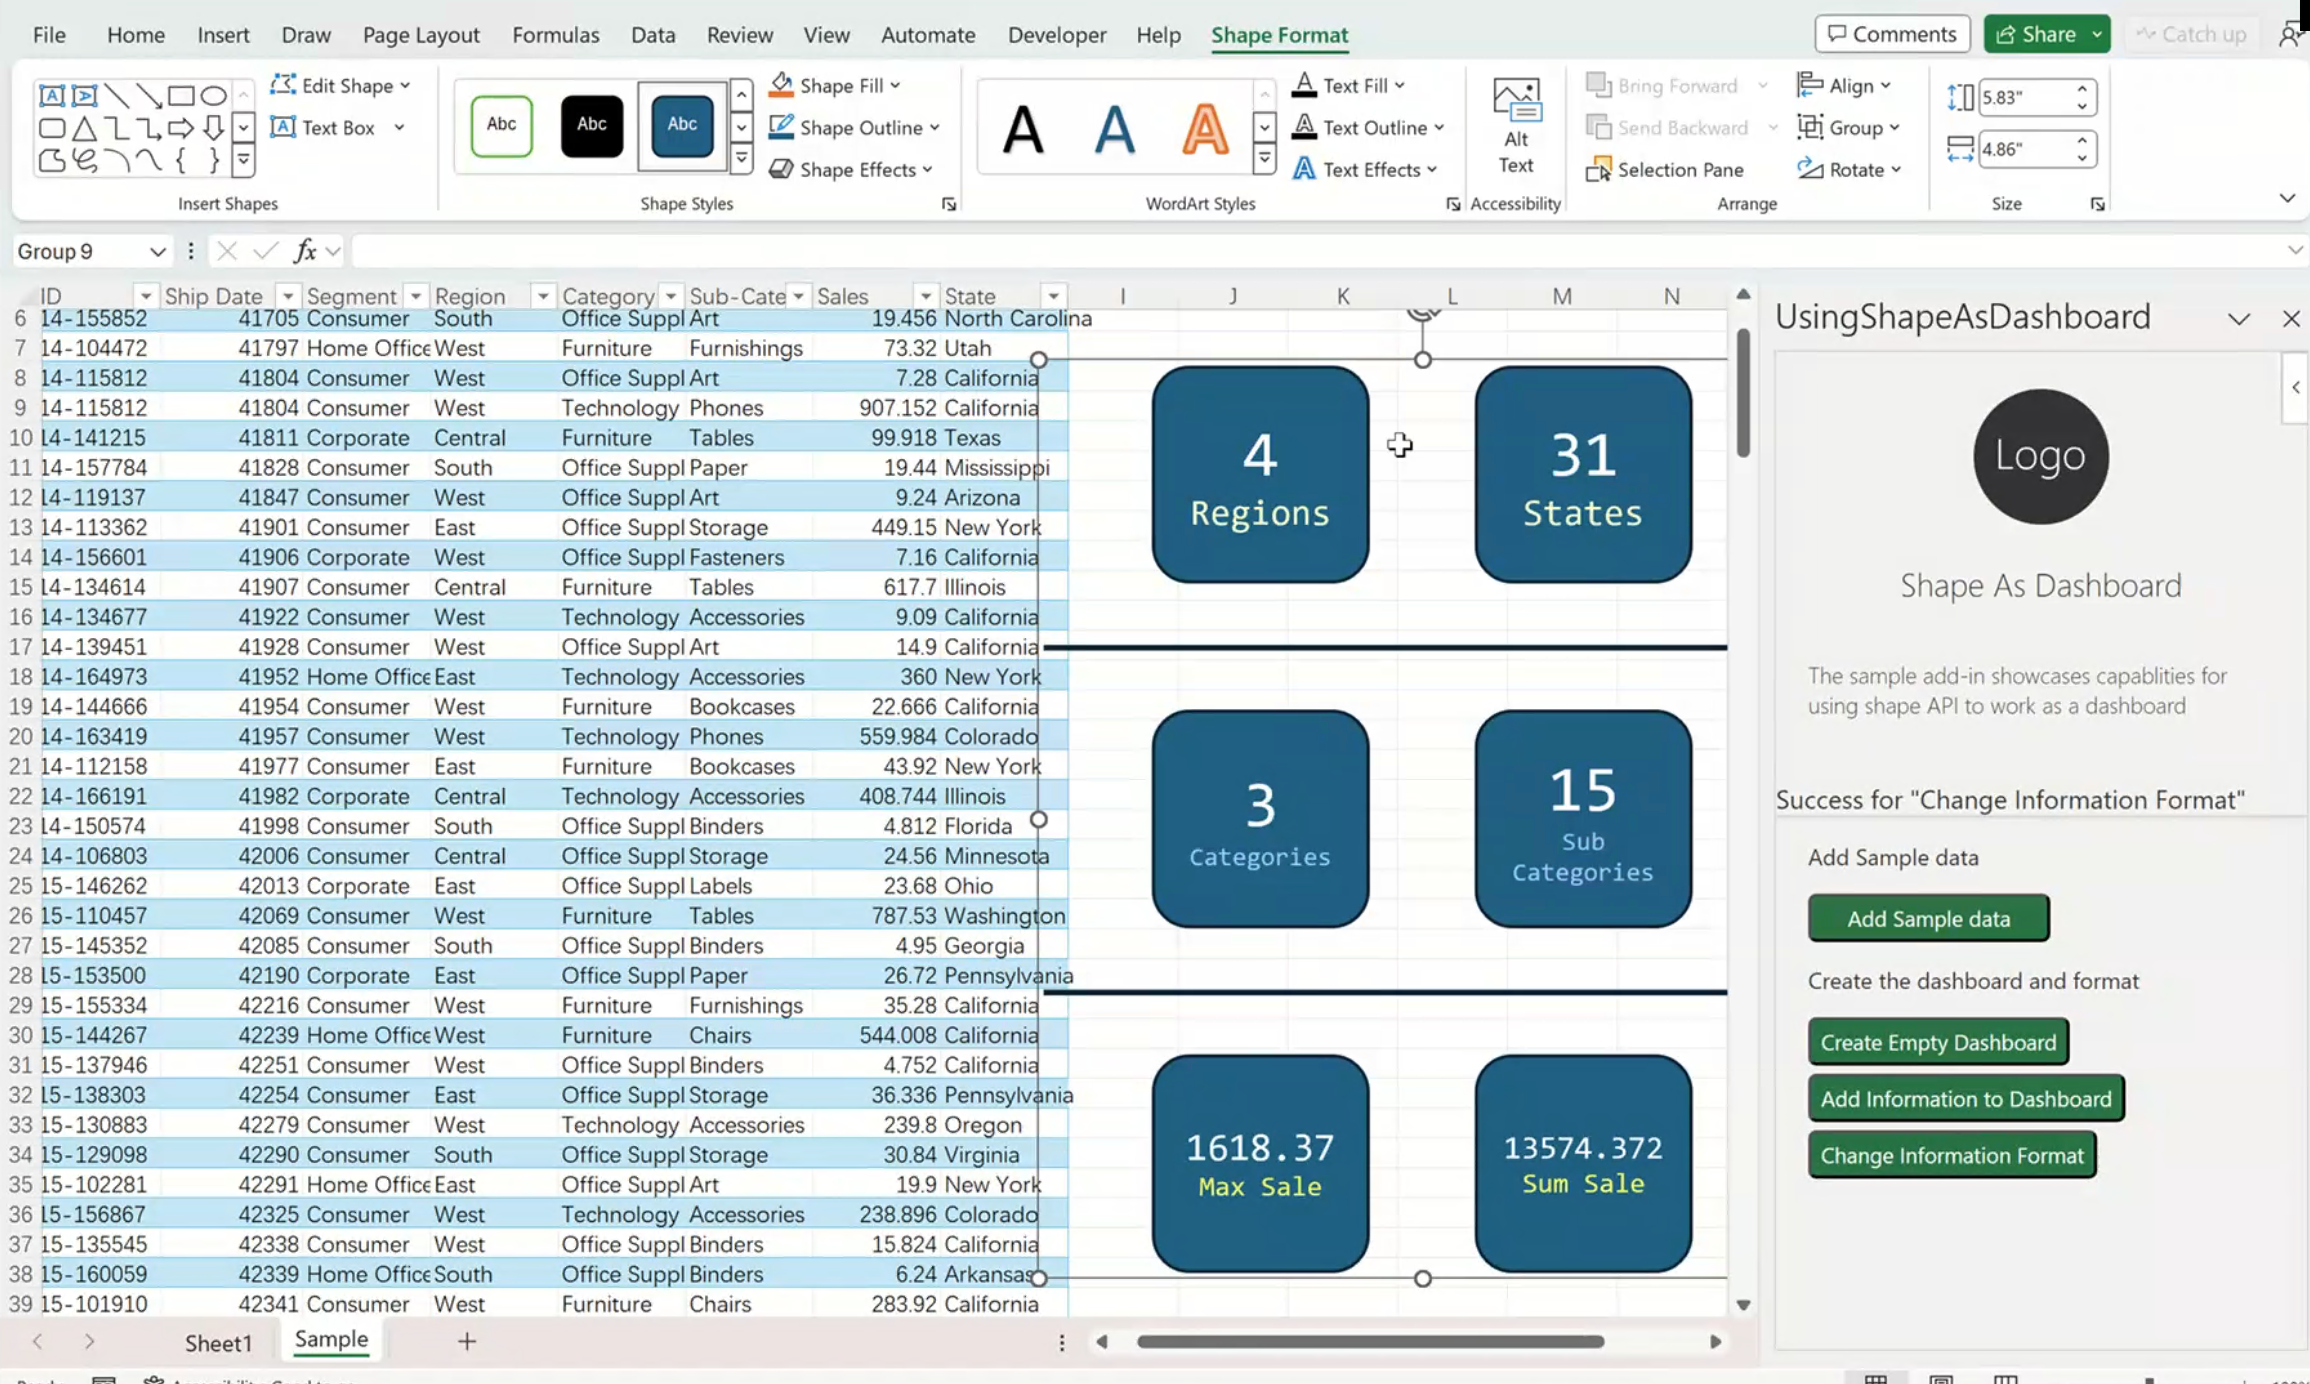 File Home Insert Draw Page Layout Formulas Data Review View Automate Developer Help Shape Format Comments Share Catch up
Edit Shape
Text Box
Insert Shapes
Abc Abc Abc
Shape Fill
Shape Outline
Shape Effects
Shape Styles
A A A
Text Fill
Text Outline
Text Effects
WordArt Styles
Alt
Text
Accessibility
Bring Forward
Send Backward
Selection Pane
Align
Group
Rotate
Arrange
5.83"
4.86"
Size
Group 9 fx
ID Ship Date Segment Region Category Sub-Cate Sales State I J K L M N
6 14-155852 41705 Consumer South Office Suppl Art 19.456 North Carolina
7 14-104472 41797 Home Office West Furniture Furnishings 73.32 Utah
8 14-115812 41804 Consumer West Office Suppl Art 7.28 California
9 14-115812 41804 Consumer West Technology Phones 907.152 California
10 14-141215 41811 Corporate Central Furniture Tables 99.918 Texas
11 14-157784 41828 Consumer South Office Suppl Paper 19.44 Mississippi
12 14-119137 41847 Consumer West Office Suppl Art 9.24 Arizona
13 14-113362 41901 Consumer East Office Suppl Storage 449.15 New York
14 14-156601 41906 Corporate West Office Suppl Fasteners 7.16 California
15 14-134614 41907 Consumer Central Furniture Tables 617.7 Illinois
16 14-134677 41922 Consumer West Technology Accessories 9.09 California
17 14-139451 41928 Consumer West Office Suppl Art 14.9 California
18 14-164973 41952 Home Office East Technology Accessories 360 New York
19 14-144666 41954 Consumer West Furniture Bookcases 22.666 California
20 14-163419 41957 Consumer West Technology Phones 559.984 Colorado
21 14-112158 41977 Consumer East Furniture Bookcases 43.92 New York
22 14-166191 41982 Corporate Central Technology Accessories 408.744 Illinois
23 14-150574 41998 Consumer South Office Suppl Binders 4.812 Florida
24 14-106803 42006 Consumer Central Office Suppl Storage 24.56 Minnesota
25 15-146262 42013 Corporate East Office Suppl Labels 23.68 Ohio
26 15-110457 42069 Consumer West Furniture Tables 787.53 Washington
27 15-145352 42085 Consumer South Office Suppl Binders 4.95 Georgia
28 15-153500 42190 Corporate East Office Suppl Paper 26.72 Pennsylvania
29 15-155334 42216 Consumer West Furniture Furnishings 35.28 California
30 15-144267 42239 Home Office West Furniture Chairs 544.008 California
31 15-137946 42251 Consumer West Office Suppl Binders 4.752 California
32 15-138303 42254 Consumer East Office Suppl Storage 36.336 Pennsylvania
33 15-130883 42279 Consumer West Technology Accessories 239.8 Oregon
34 15-129098 42290 Consumer South Office Suppl Storage 30.84 Virginia
35 15-102281 42291 Home Office East Office Suppl Art 19.9 New York
36 15-156867 42325 Consumer West Technology Accessories 238.896 Colorado
37 15-135545 42338 Consumer West Office Suppl Binders 15.824 California
38 15-160059 42339 Home Office South Office Suppl Binders 6.24 Arkansas
39 15-101910 42341 Consumer West Furniture Chairs 283.92 California
4
Regions
31
States
3
Categories
15
Sub
Categories
1618.37
Max Sale
13574.372
Sum Sale
UsingShapeAsDashboard
Logo
Shape As Dashboard
The sample add-in showcases capablities for
using shape API to work as a dashboard
Success for "Change Information Format"
Add Sample data
Add Sample data
Create the dashboard and format
Create Empty Dashboard
Add Information to Dashboard
Change Information Format
Sheet1 Sample